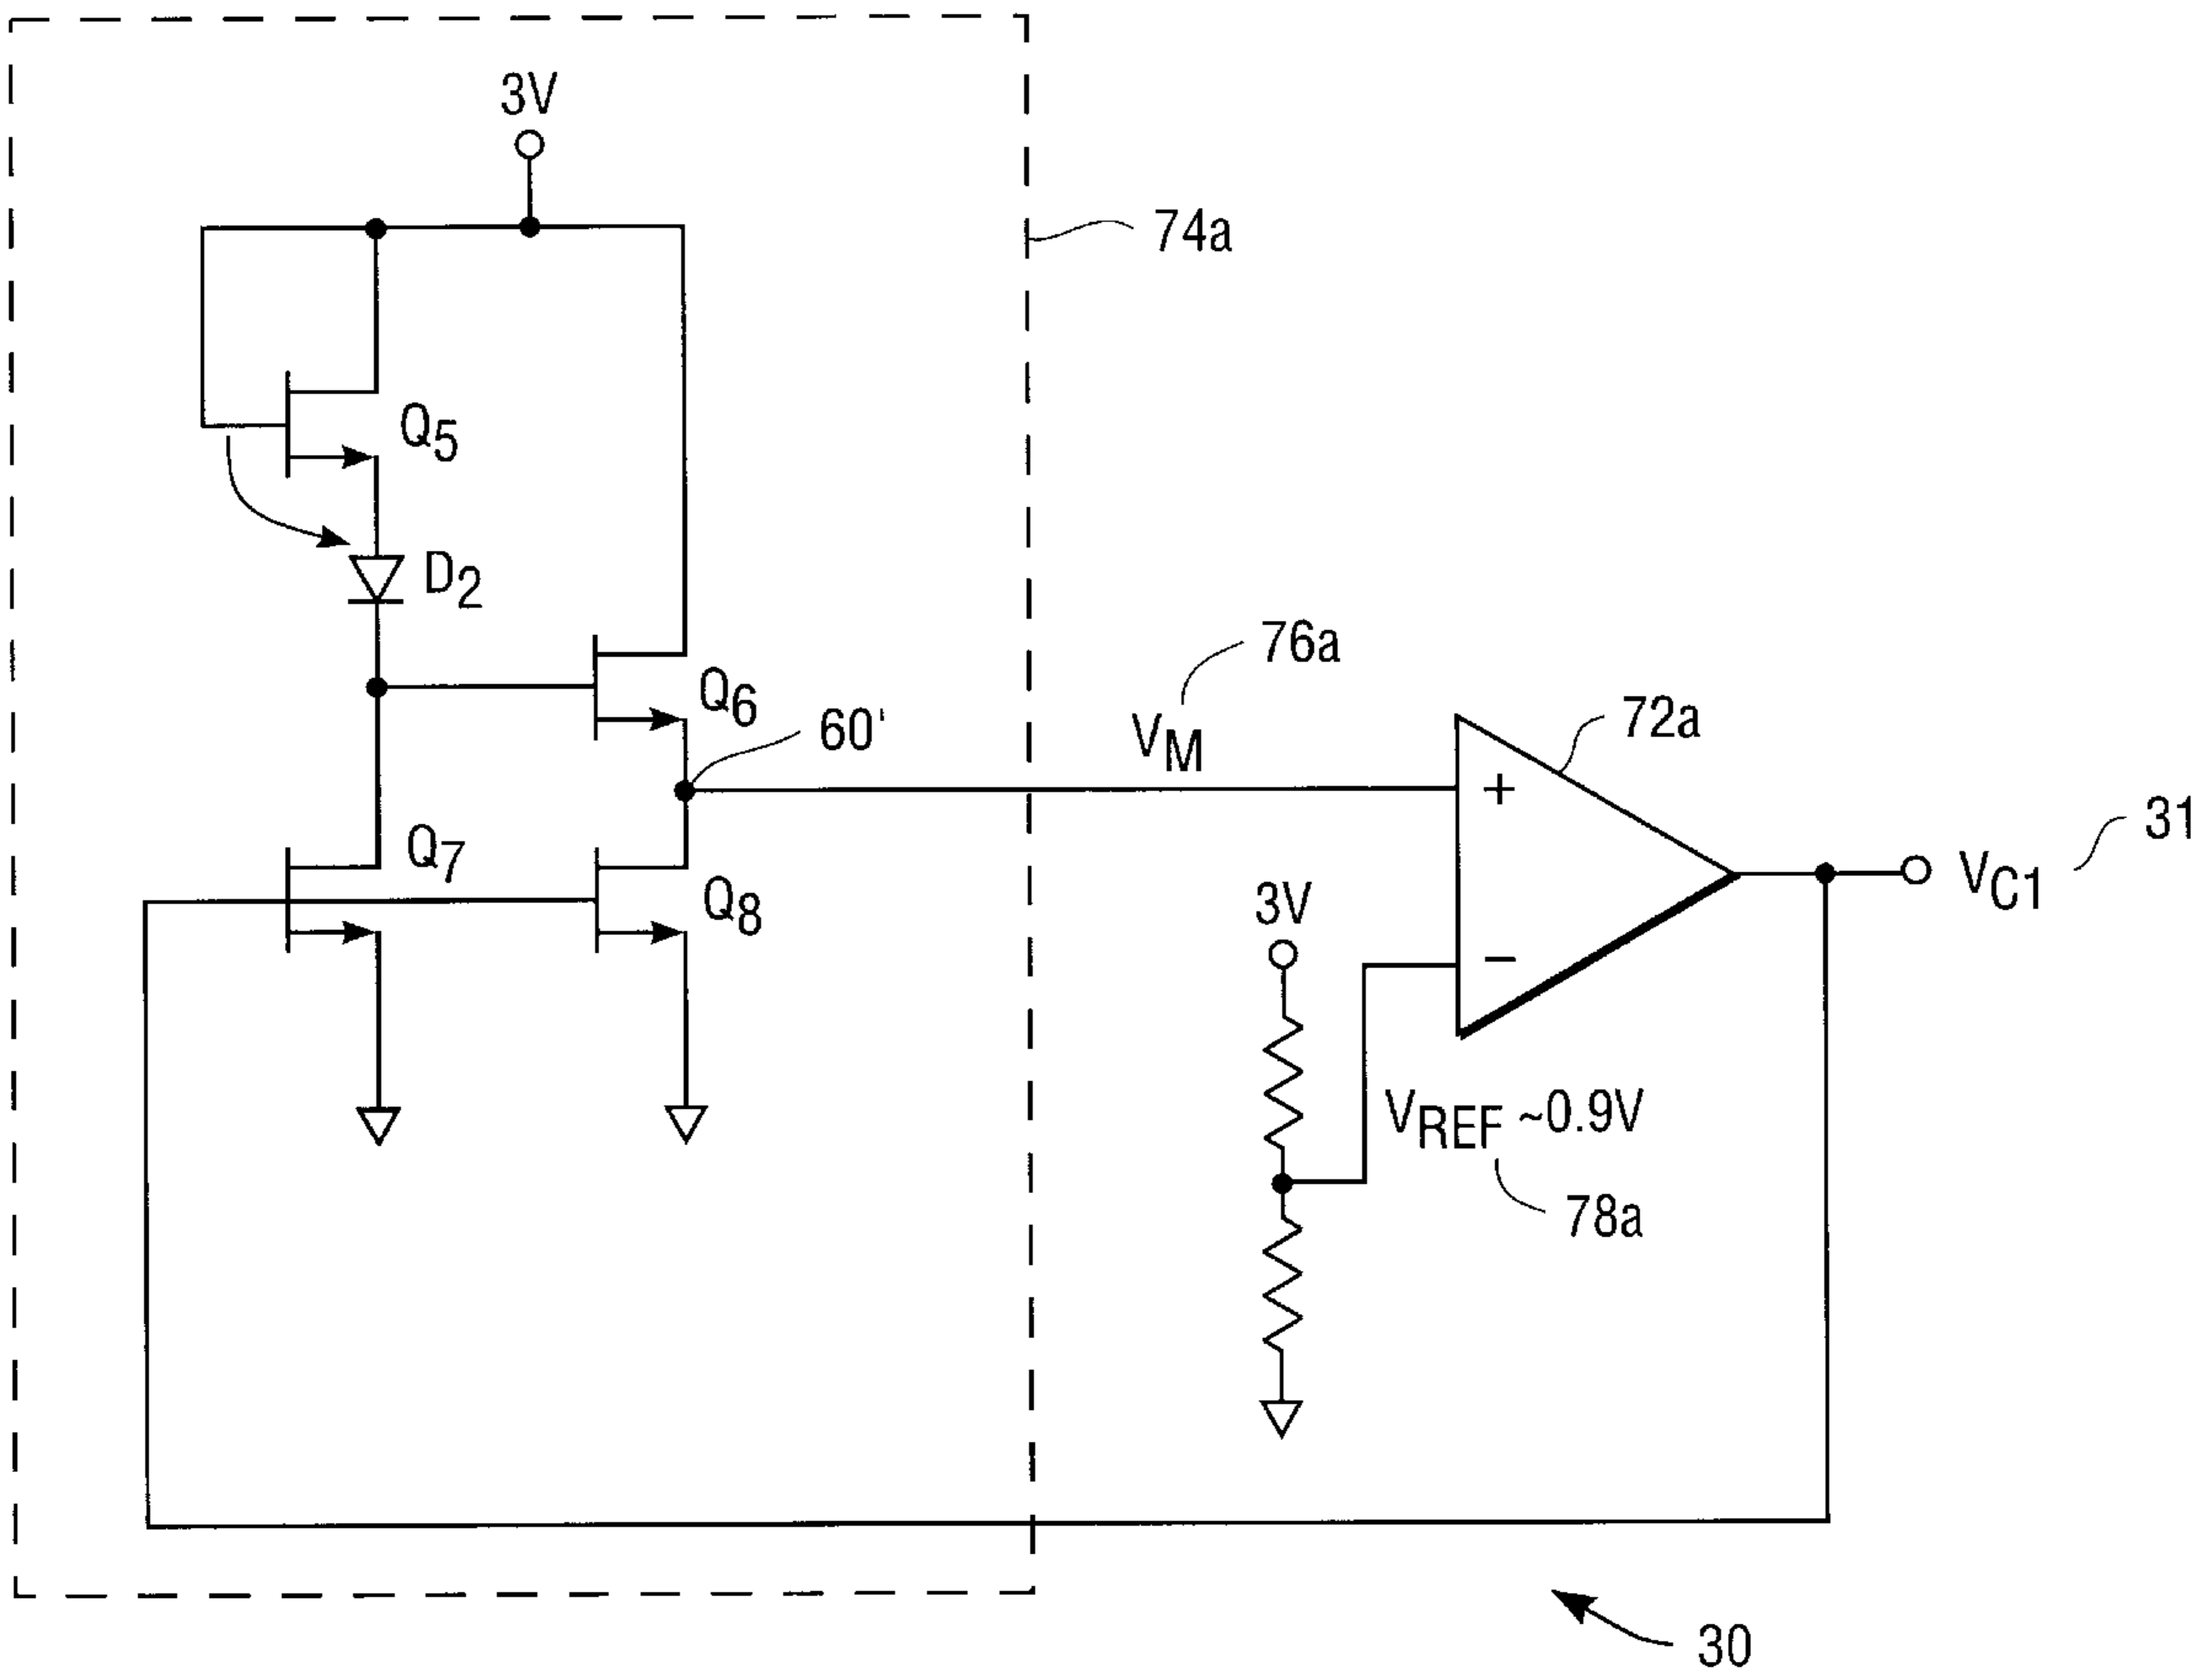 3V
74a
Q5
D2
76a
Q6
60'
VM
72a
+
31
Q7
Q8
3V
VC1
−
VREF ~0.9V
78a
30